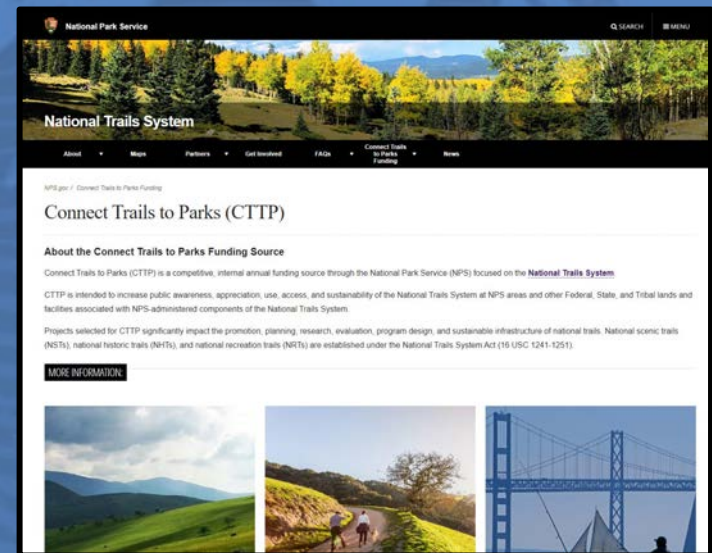 National Park Service
SEARCH
MENU
National Trails System
About
Maps
Partners
Get Involved
FAQs
Connect Trails
to Parks
Funding
News
NPS.gov / Connect Trails to Parks Funding
Connect Trails to Parks (CTTP)
About the Connect Trails to Parks Funding Source
Connect Trails to Parks (CTTP) is a competitive, internal annual funding source through the National Park Service (NPS) focused on the National Trails System.
CTTP is intended to increase public awareness, appreciation, use, access, and sustainability of the National Trails System at NPS areas and other Federal, State, and Tribal lands and
facilities associated with NPS-administered components of the National Trails System.
Projects selected for CTTP significantly impact the promotion, planning, research, evaluation, program design, and sustainable infrastructure of national trails. National scenic trails
(NSTs), national historic trails (NHTs), and national recreation trails (NRTs) are established under the National Trails System Act (16 USC 1241-1251).
MORE INFORMATION: